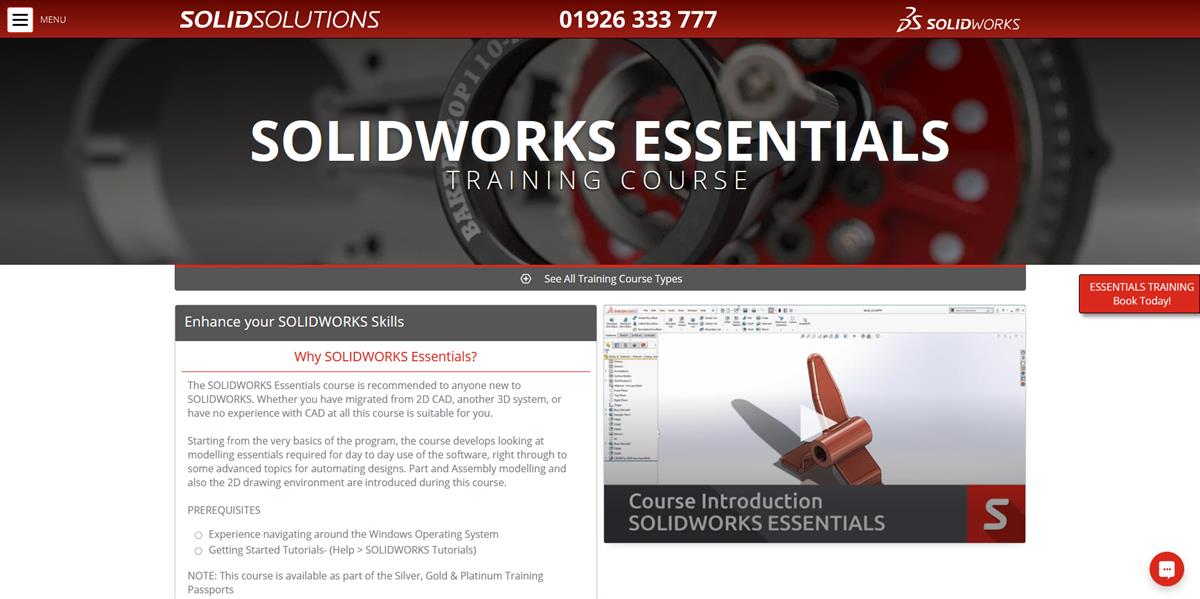 MENU
SOLIDSOLUTIONS
01926 333 777
SOLIDWORKS
SOLIDWORKS ESSENTIALS
TRAINING COURSE
See All Training Course Types
ESSENTIALS TRAINING
Book Today!
Enhance your SOLIDWORKS Skills
Why SOLIDWORKS Essentials?
The SOLIDWORKS Essentials course is recommended to anyone new to
SOLIDWORKS. Whether you have migrated from 2D CAD, another 3D system, or
have no experience with CAD at all this course is suitable for you.
Starting from the very basics of the program, the course develops looking at
modelling essentials required for day to day use of the software, right through to
some advanced topics for automating designs. Part and Assembly modelling and
also the 2D drawing environment are introduced during this course.
PREREQUISITES
Experience navigating around the Windows Operating System
Getting Started Tutorials- (Help > SOLIDWORKS Tutorials)
NOTE: This course is available as part of the Silver, Gold & Platinum Training
Passports
Course Introduction
SOLIDWORKS ESSENTIALS
S